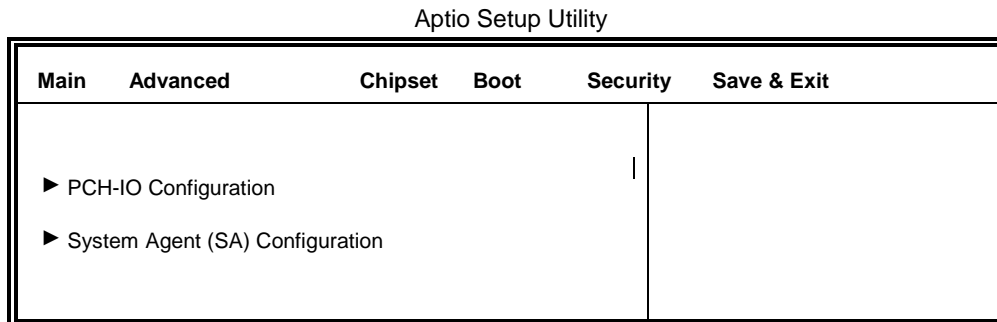 Aptio Setup Utility
Main Advanced Chipset Boot Security Save & Exit
► PCH-IO Configuration
► System Agent (SA) Configuration